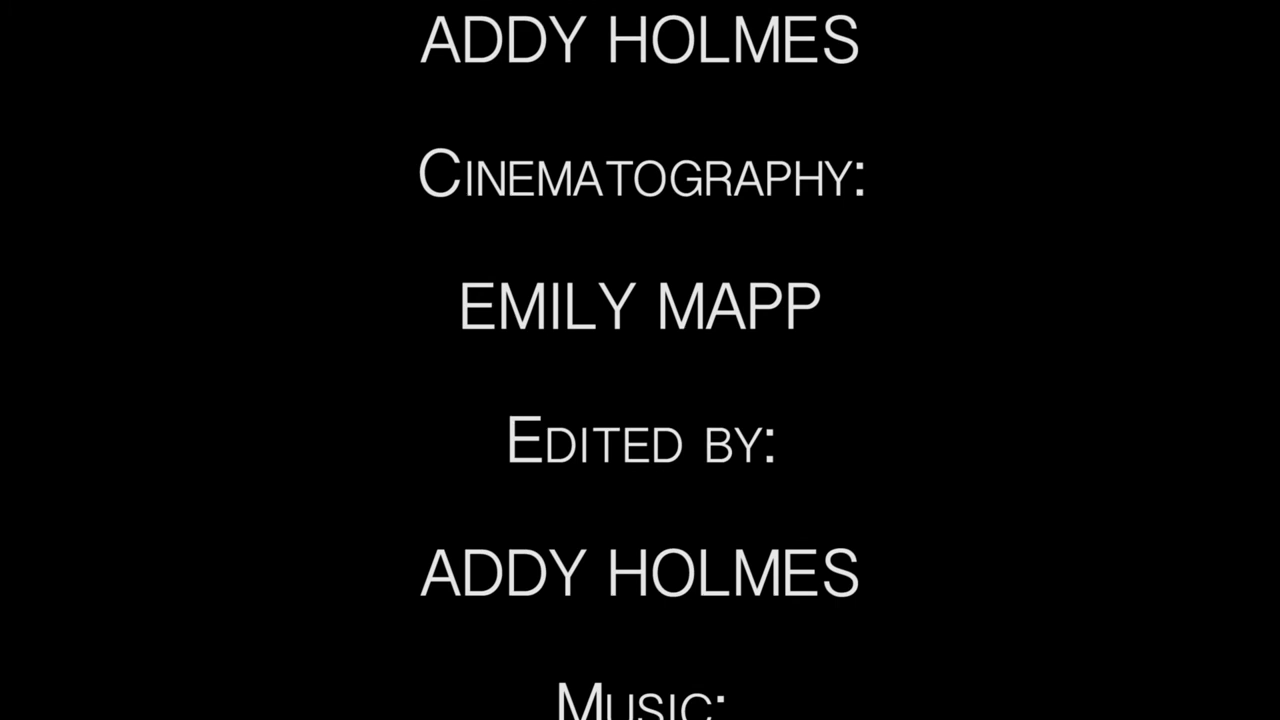 ADDY HOLMES
CINEMATOGRAPHY:
EMILY MAPP
EDITED BY:
ADDY HOLMES
MUSIC: